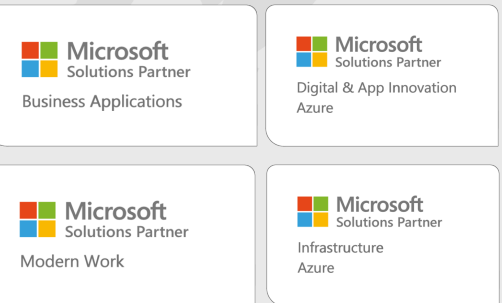 Microsoft
Solutions Partner
Business Applications
Microsoft
Solutions Partner
Digital & App Innovation
Azure
Microsoft
Solutions Partner
Modern Work
Microsoft
Solutions Partner
Infrastructure
Azure